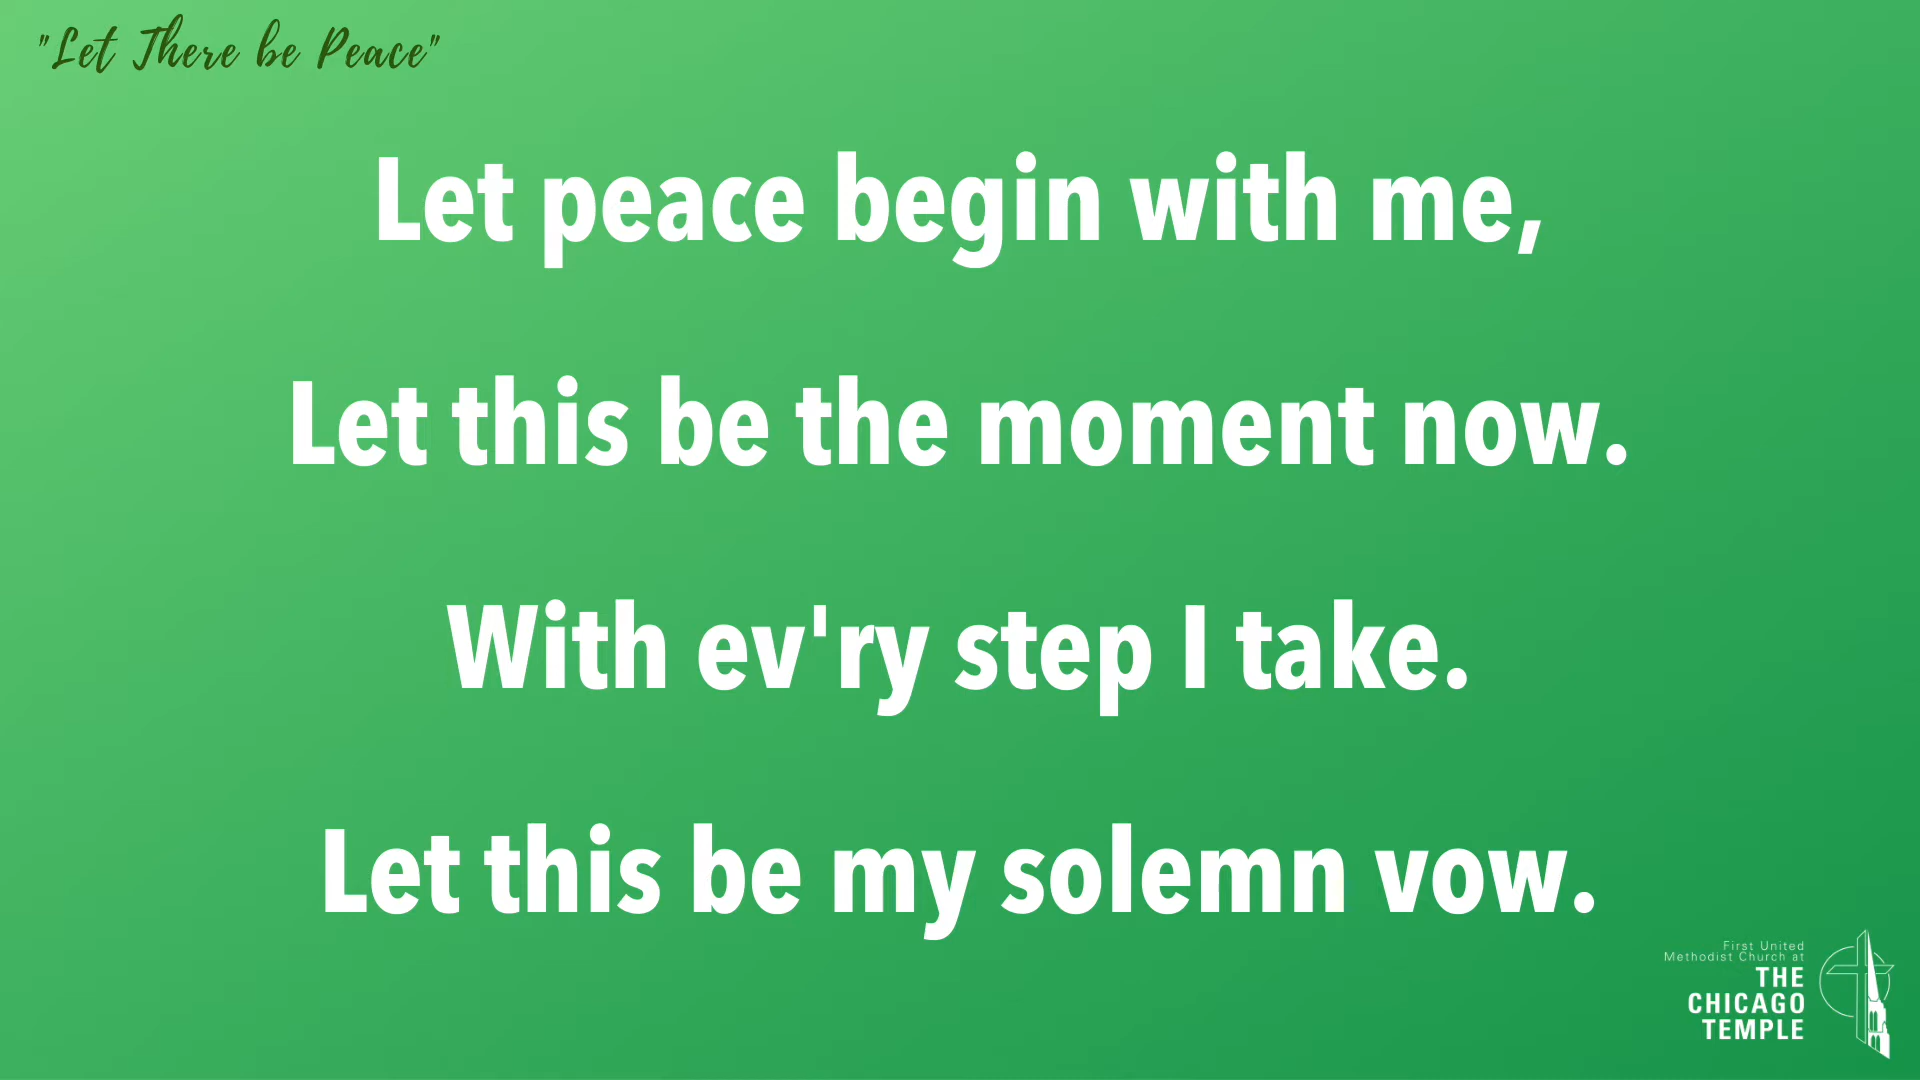 "Let There be Peace"
Let peace begin with me,
Let this be the moment now.
With ev'ry step I take.
Let this be my solemn vow.
First United
Methodist Church at
THE
CHICAGO
TEMPLE